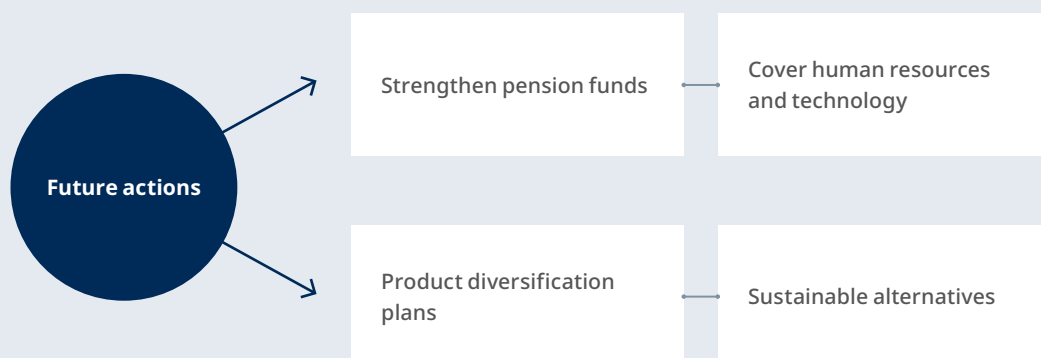 Future actions
Strengthen pension funds
Cover human resources
and technology
Product diversification
plans
Sustainable alternatives